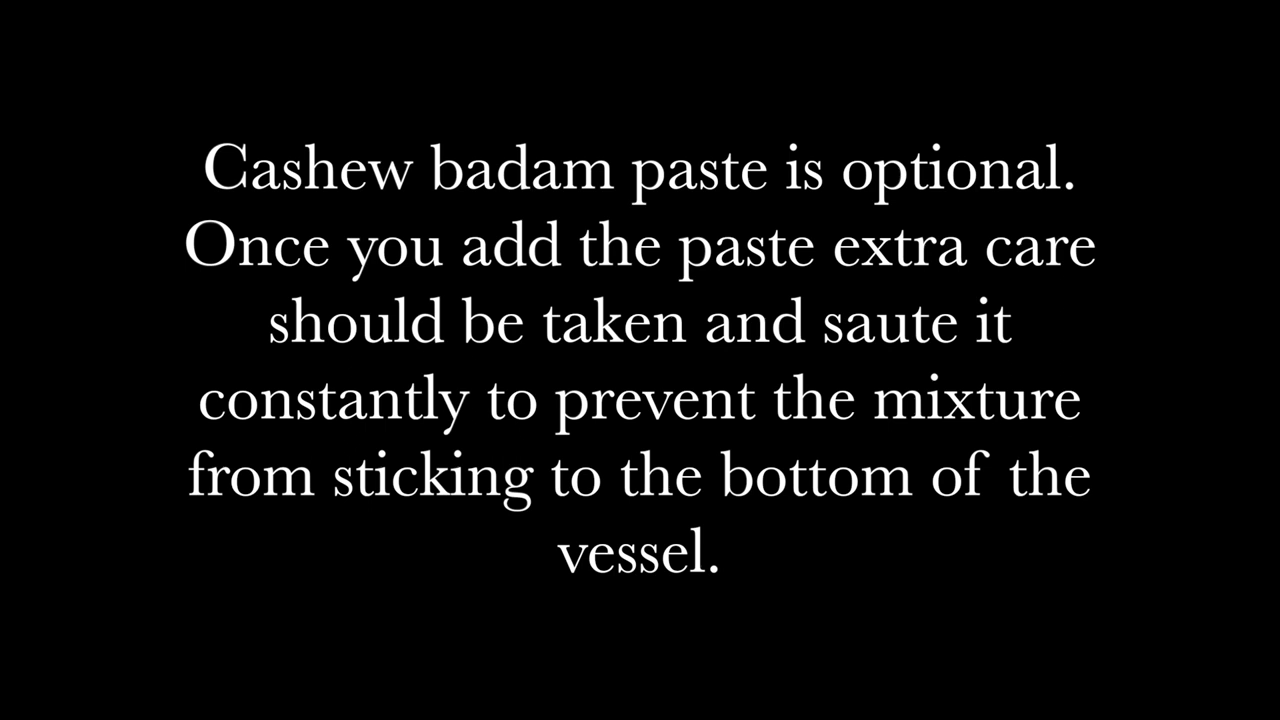 Cashew badam paste is optional.
Once you add the paste extra care
should be taken and saute it
constantly to prevent the mixture
from sticking to the bottom of the
vessel.